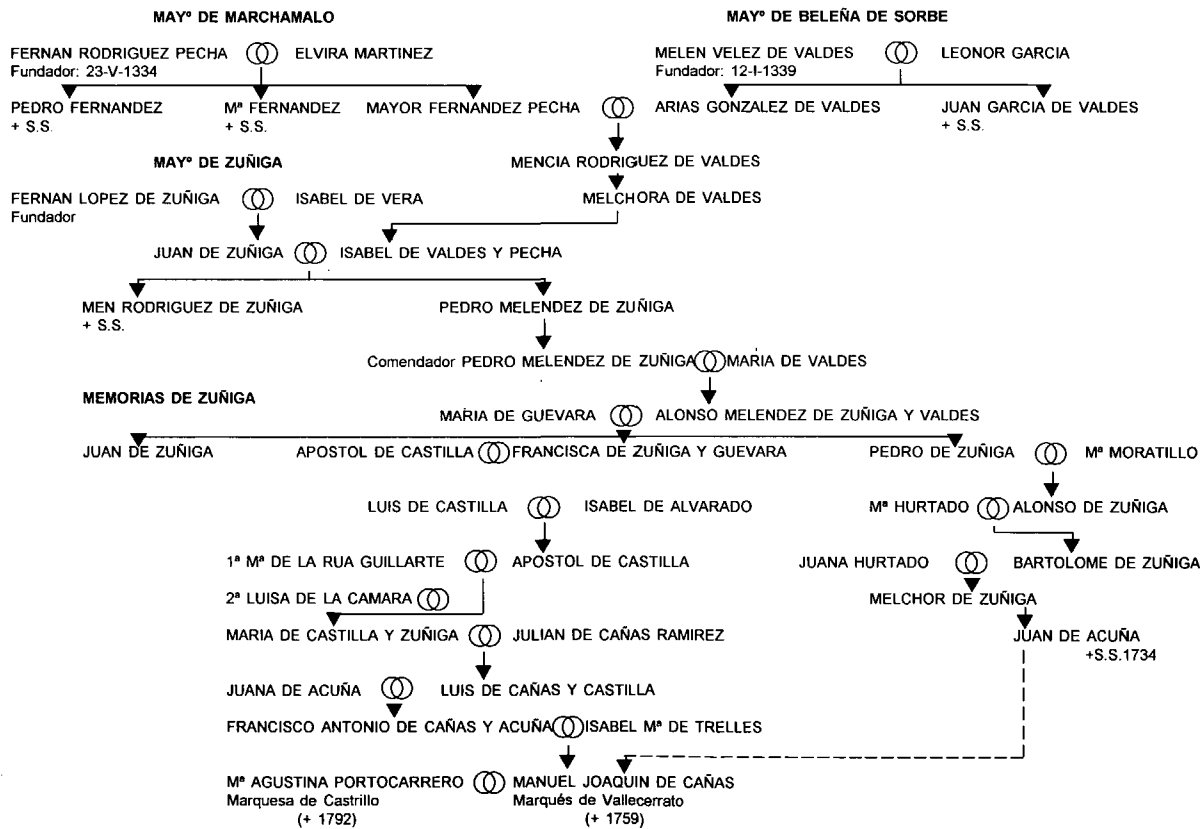 MAYº DE MARCHAMALO MAYº DE BELEÑA DE SORBE
FERNAN RODRIGUEZ PECHA ELVIRA MARTINEZ MELEN VELEZ DE VALDES LEONOR GARCIA
Fundador: 23-V-1334 Fundador: 12-I-1339
PEDRO FERNANDEZ Mª FERNANDEZ MAYOR FERNANDEZ PECHA ARIAS GONZALEZ DE VALDES JUAN GARCIA DE VALDES
+ S.S. + S.S. + S.S.
MAYº DE ZUÑIGA MENCIA RODRIGUEZ DE VALDES
FERNAN LOPEZ DE ZUÑIGA ISABEL DE VERA MELCHORA DE VALDES
Fundador
JUAN DE ZUÑIGA ISABEL DE VALDES Y PECHA
MEN RODRIGUEZ DE ZUÑIGA PEDRO MELENDEZ DE ZUÑIGA
+ S.S.
Comendador PEDRO MELENDEZ DE ZUÑIGA MARIA DE VALDES
MEMORIAS DE ZUÑIGA
MARIA DE GUEVARA ALONSO MELENDEZ DE ZUÑIGA Y VALDES
JUAN DE ZUÑIGA APOSTOL DE CASTILLA FRANCISCA DE ZUÑIGA Y GUEVARA PEDRO DE ZUÑIGA Mª MORATILLO
LUIS DE CASTILLA ISABEL DE ALVARADO Mª HURTADO ALONSO DE ZUÑIGA
1ª Mª DE LA RUA GUILLARTE APOSTOL DE CASTILLA JUANA HURTADO BARTOLOME DE ZUÑIGA
2ª LUISA DE LA CAMARA MELCHOR DE ZUÑIGA
MARIA DE CASTILLA Y ZUÑIGA JULIAN DE CAÑAS RAMIREZ JUAN DE ACUÑA
+S.S.1734
JUANA DE ACUÑA LUIS DE CAÑAS Y CASTILLA
FRANCISCO ANTONIO DE CAÑAS Y ACUÑA ISABEL Mª DE TRELLES
Mª AGUSTINA PORTOCARRERO MANUEL JOAQUIN DE CAÑAS
Marquesa de Castrillo Marqués de Vallecerrato
(+ 1792) (+ 1759)